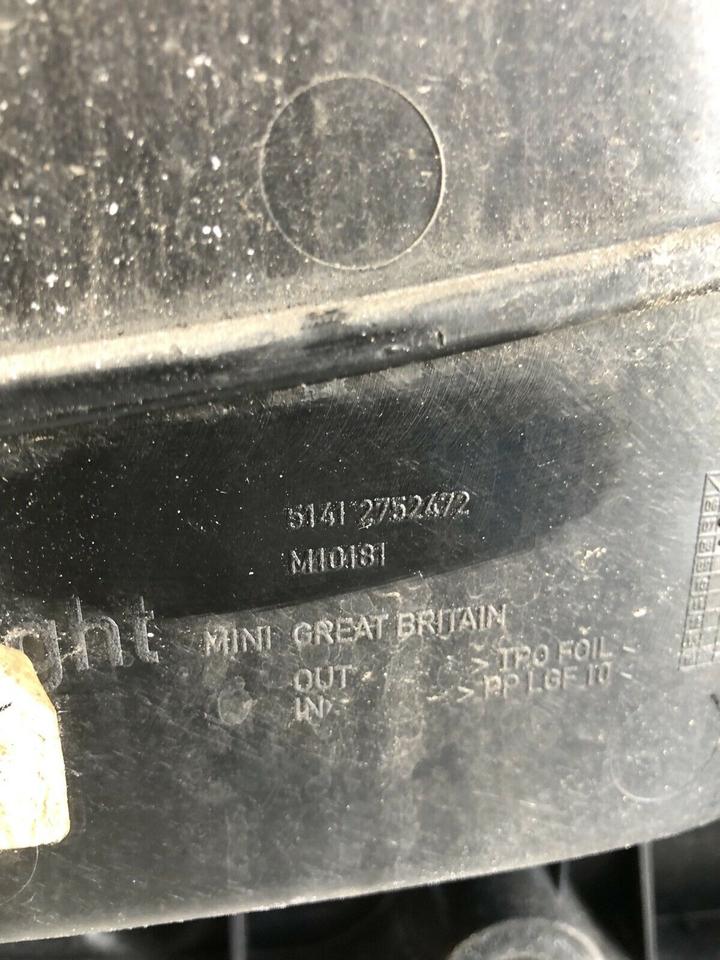 5141 2752472
M10181
ght
MINI GREAT BRITAIN
OUT > TPO FOIL <
IN > PP LGF 10 <